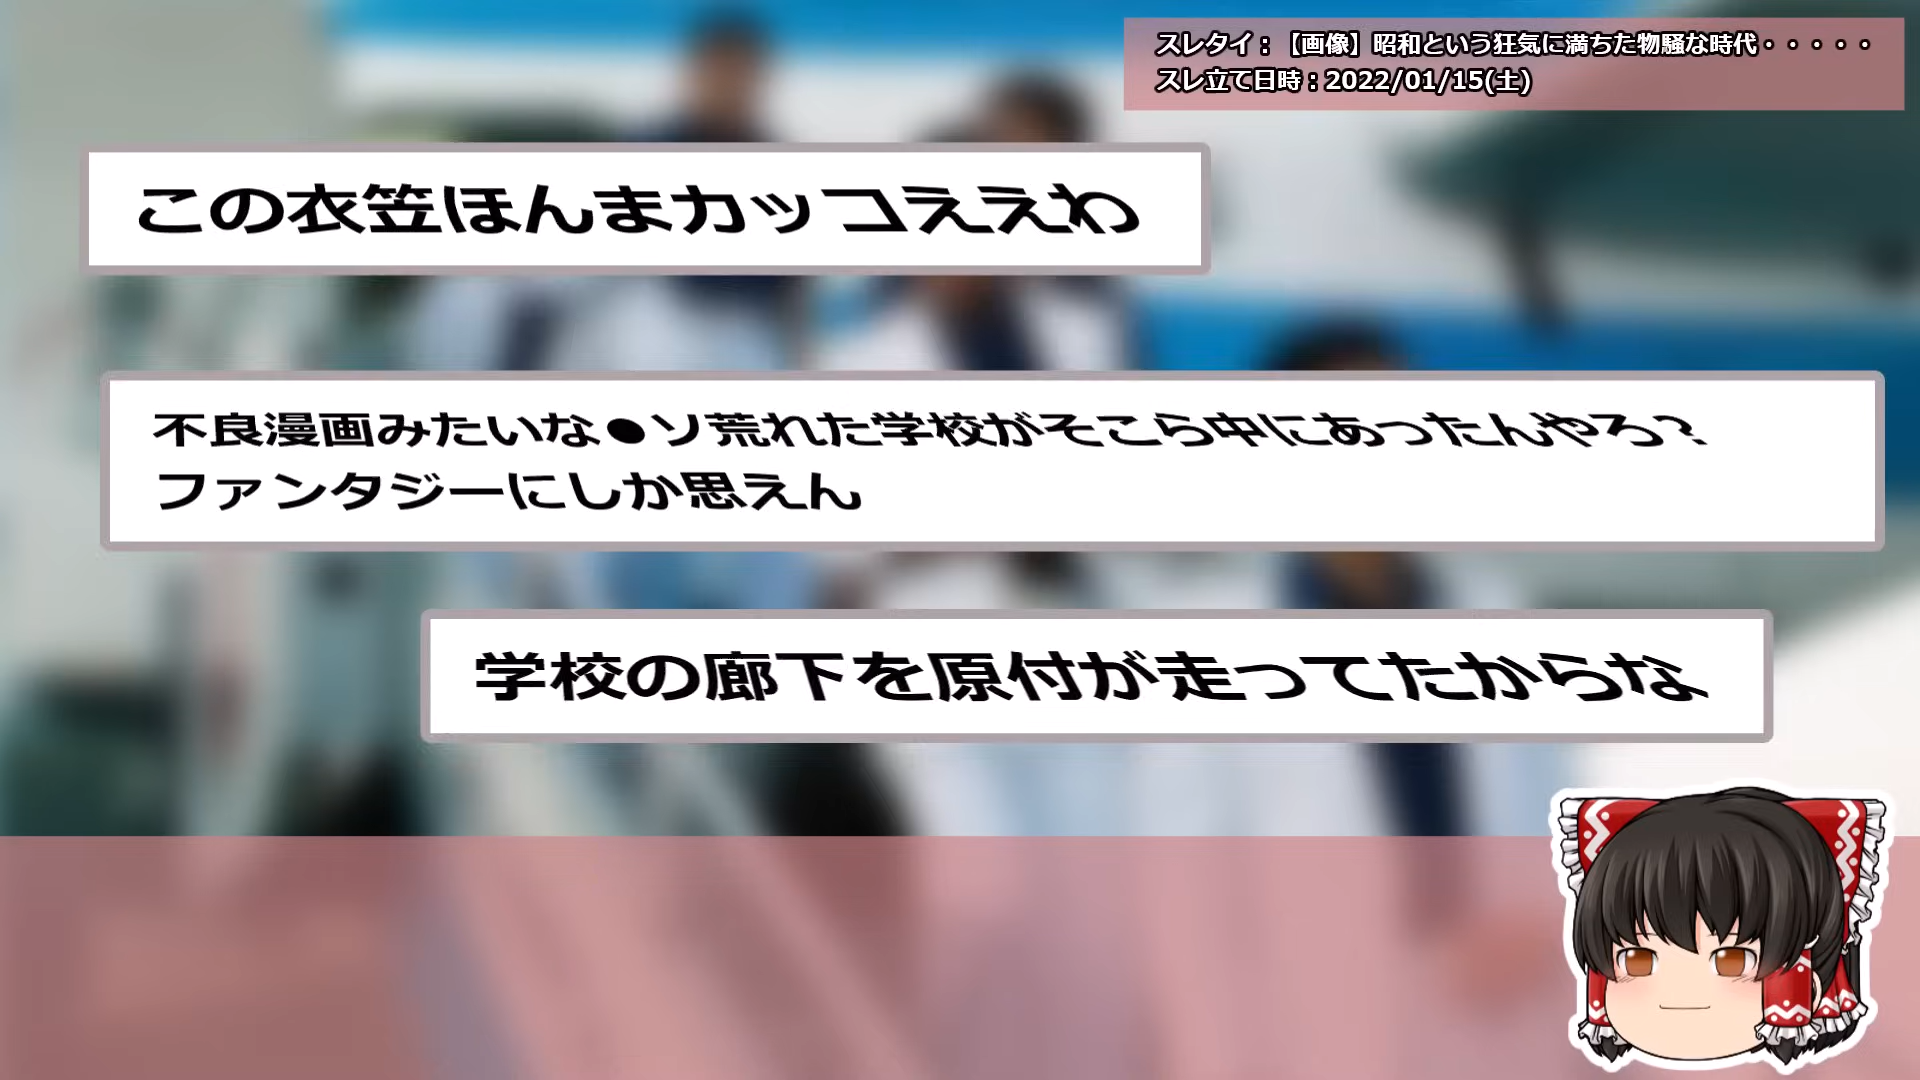 スレタイ：【画像】昭和という狂気に満ちた物騒な時代・・・・・
スレ立て日時：2022/01/15(土)
この衣笠ほんまカッコええわ
不良漫画みたいな●ソ荒れた学校がそこら中にあったんやろ？
ファンタジーにしか思えん
学校の廊下を原付が走ってたからな